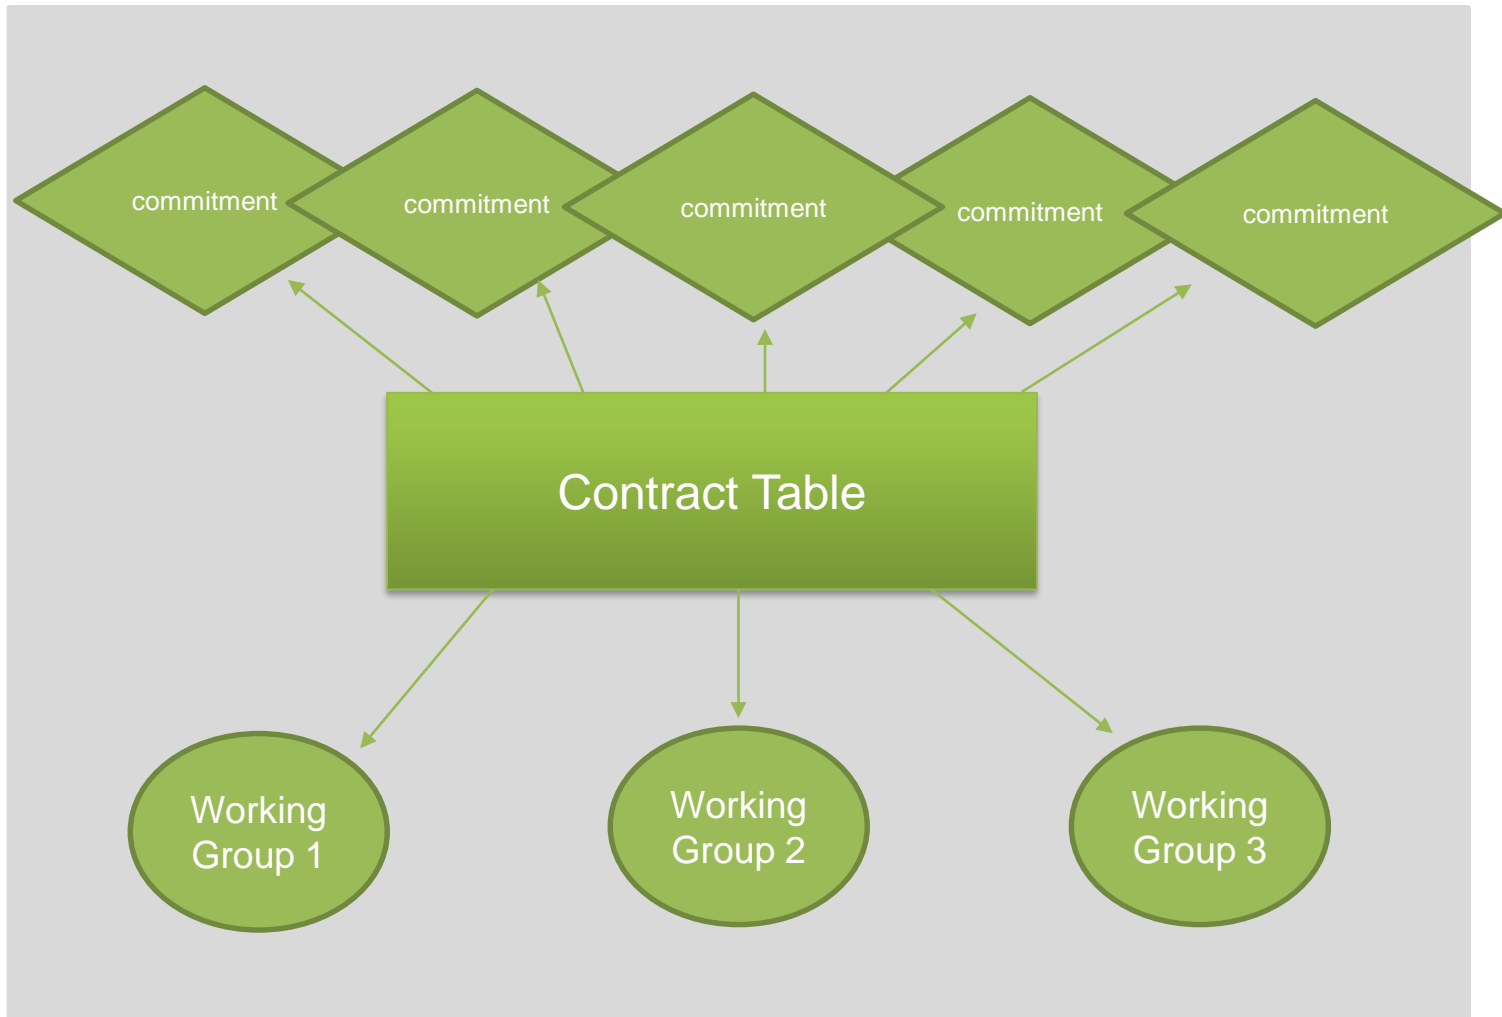 commitment
commitment
commitment
commitment
commitment
Contract Table
Working
Group 1
Working
Group 2
Working
Group 3